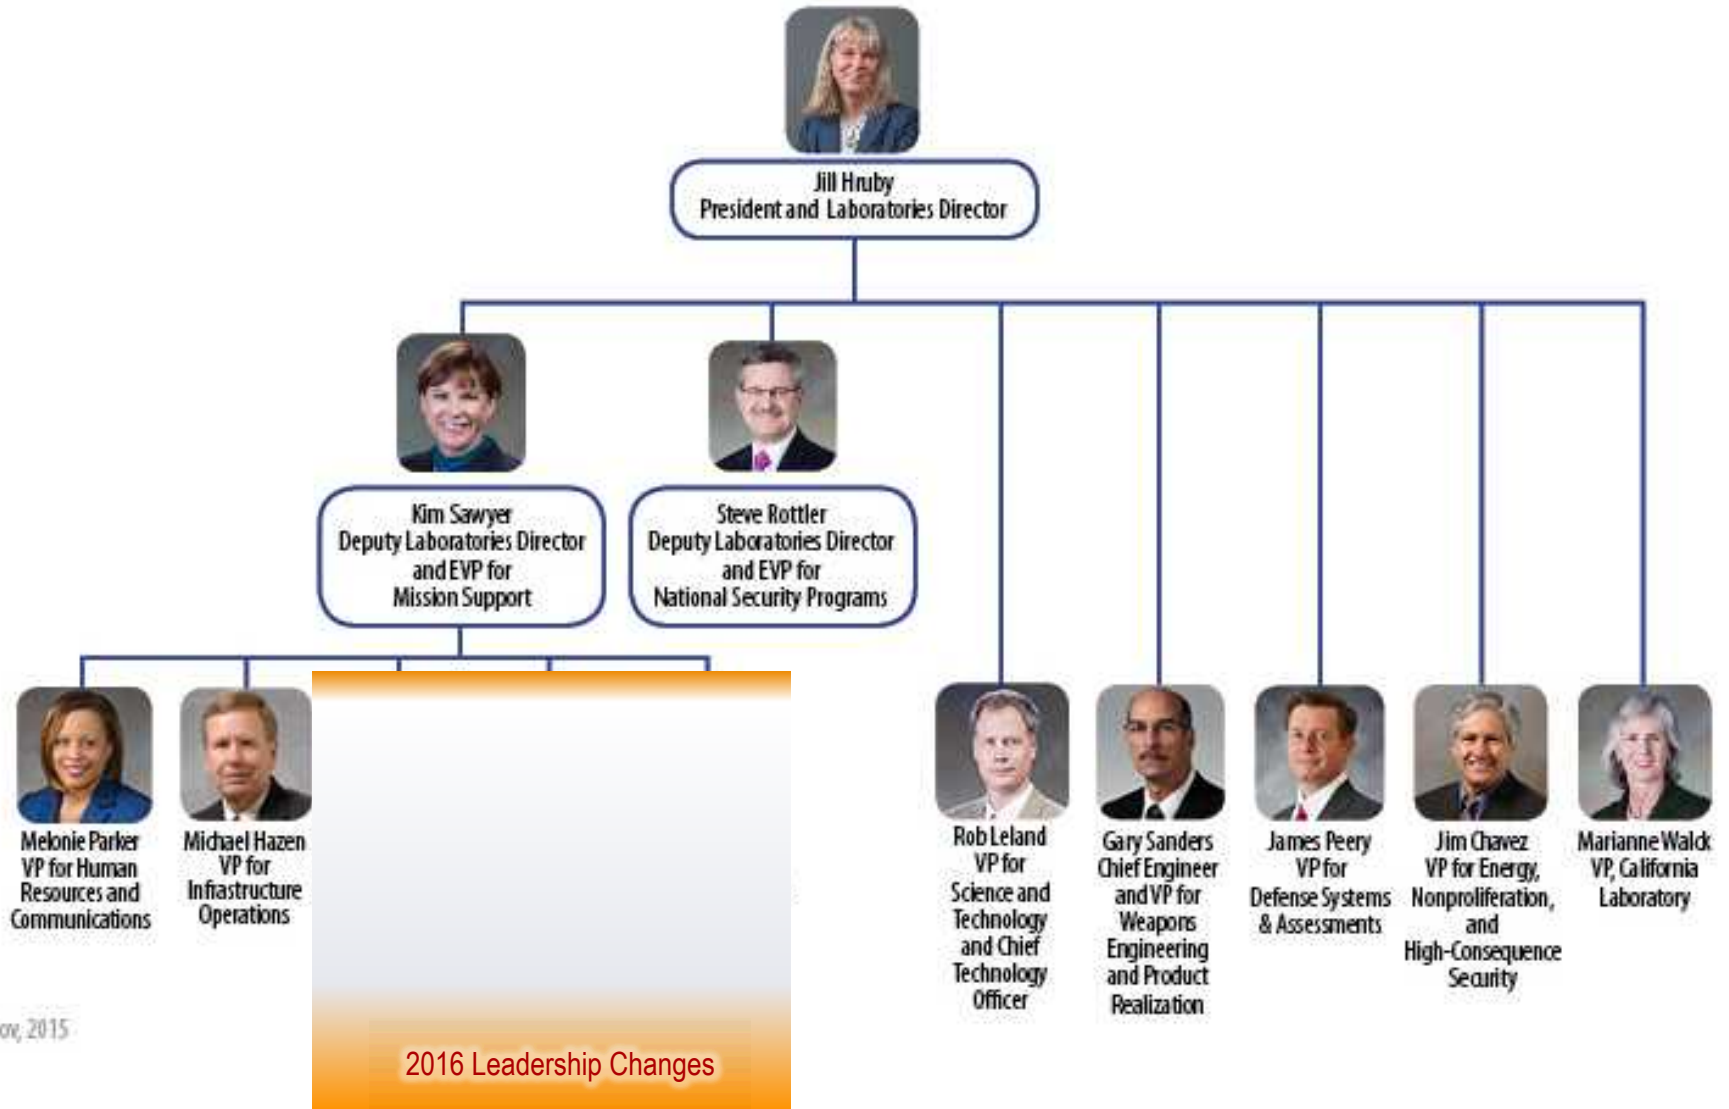 Jill Hruby
President and Laboratories Director
Kim Sawyer
Deputy Laboratories Director
and EVP for
Mission Support
Steve Rottler
Deputy Laboratories Director
and EVP for
National Security Programs
Melonie Parker
VP for Human
Resources and
Communications
Michael Hazen
VP for
Infrastructure
Operations
Rob Leland
VP for
Science and
Technology
and Chief
Technology
Officer
Gary Sanders
Chief Engineer
and VP for
Weapons
Engineering
and Product
Realization
James Peery
VP for
Defense Systems
& Assessments
Jim Chavez
VP for Energy,
Nonproliferation,
and
High-Consequence
Security
Marianne Walck
VP, California
Laboratory
ov, 2015
2016 Leadership Changes